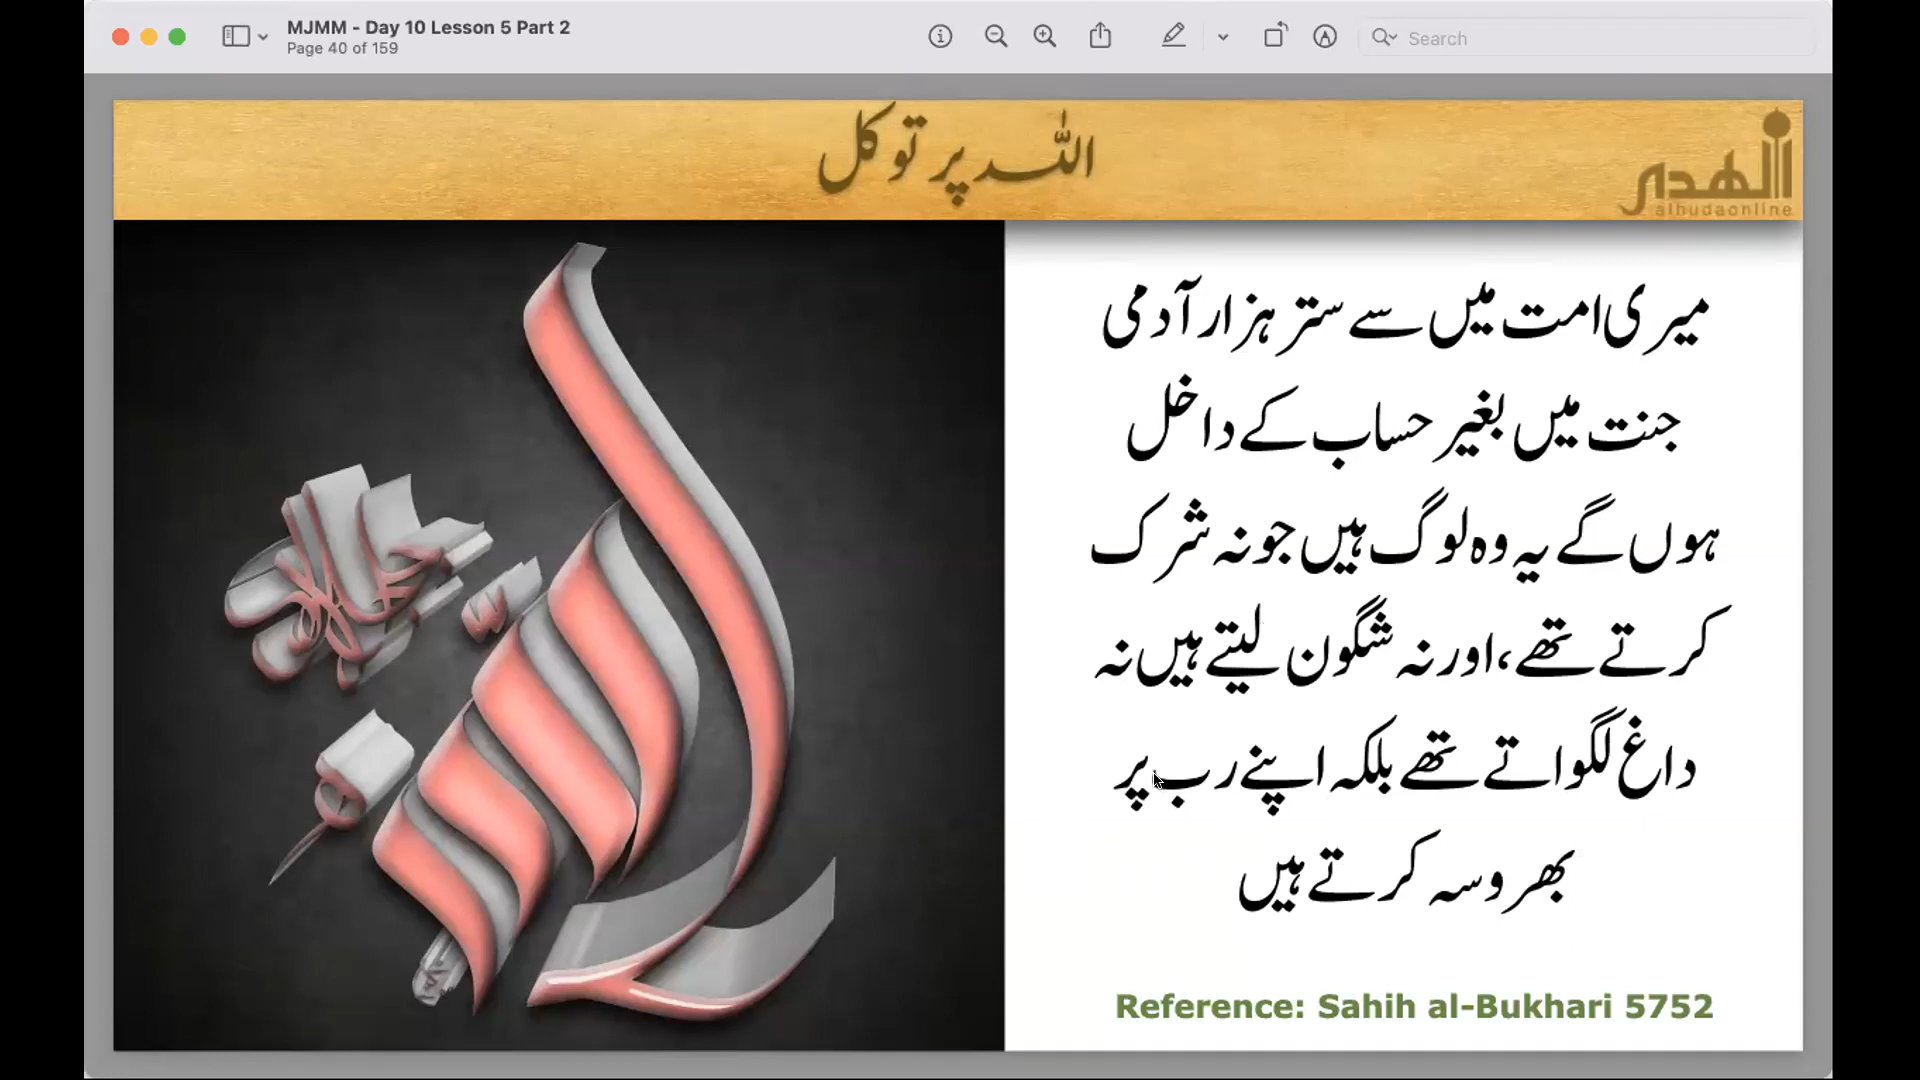 MJMM - Day 10 Lesson 5 Part 2
Page 40 of 159
Search
اللہ پر توکل
الهدى
alhudaonline
میری امت میں سے ستر ہزار آدمی
جنت میں بغیر حساب کے داخل
ہوں گے یہ وہ لوگ ہیں جو نہ شرک
کرتے تھے، اور نہ شگون لیتے ہیں نہ
داغ لگواتے تھے بلکہ اپنے رب پر
بھروسہ کرتے ہیں
Reference: Sahih al-Bukhari 5752